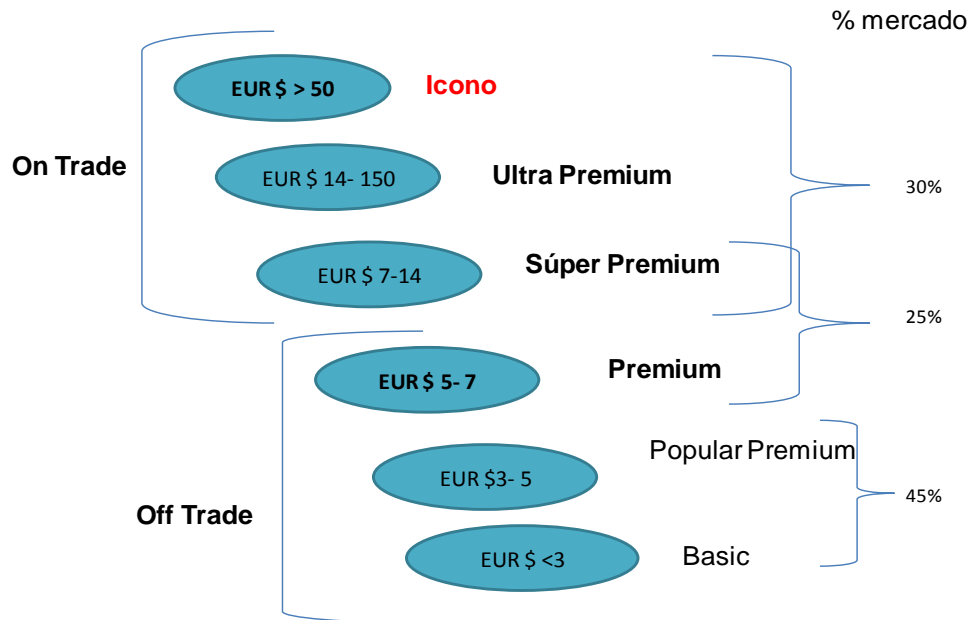 % mercado
EUR $ > 50
Icono
On Trade
EUR $ 14- 150
Ultra Premium
30%
EUR $ 7-14
Súper Premium
25%
EUR $ 5- 7
Premium
Popular Premium
EUR $3- 5
45%
Off Trade
EUR $ <3
Basic